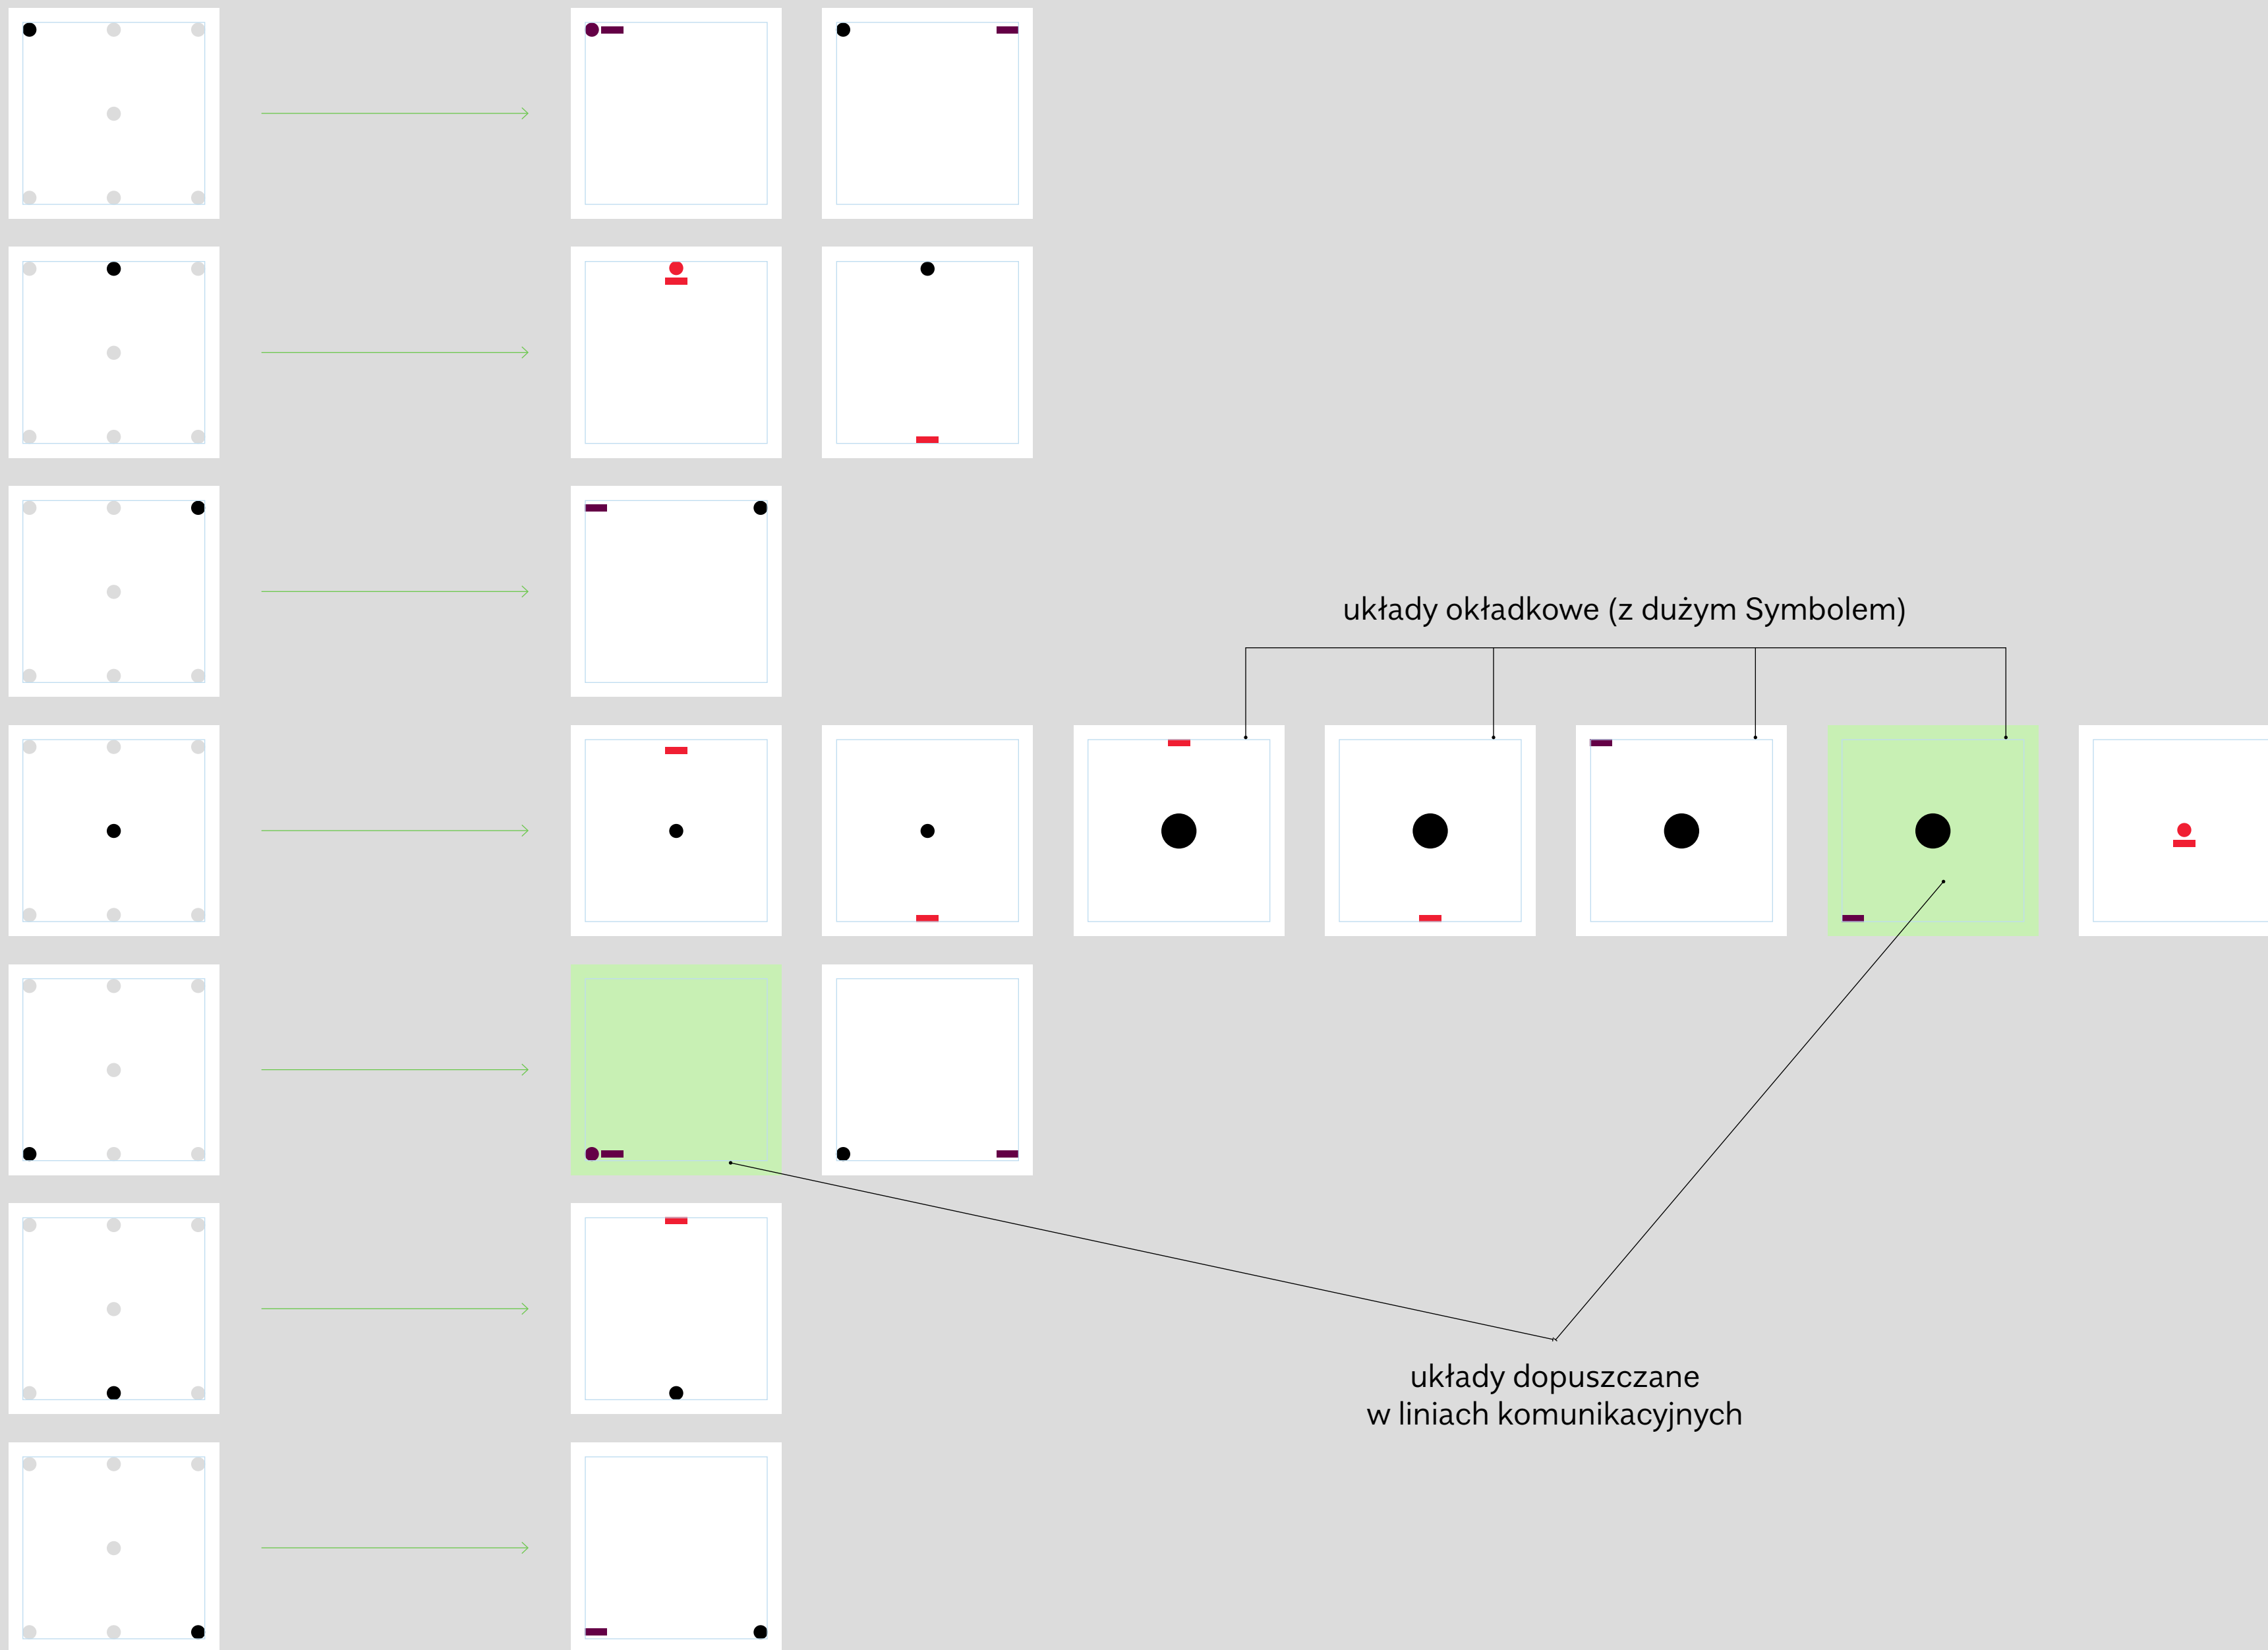 układy okładkowe (z dużym Symbolem)
układy dopuszczane
w liniach komunikacyjnych